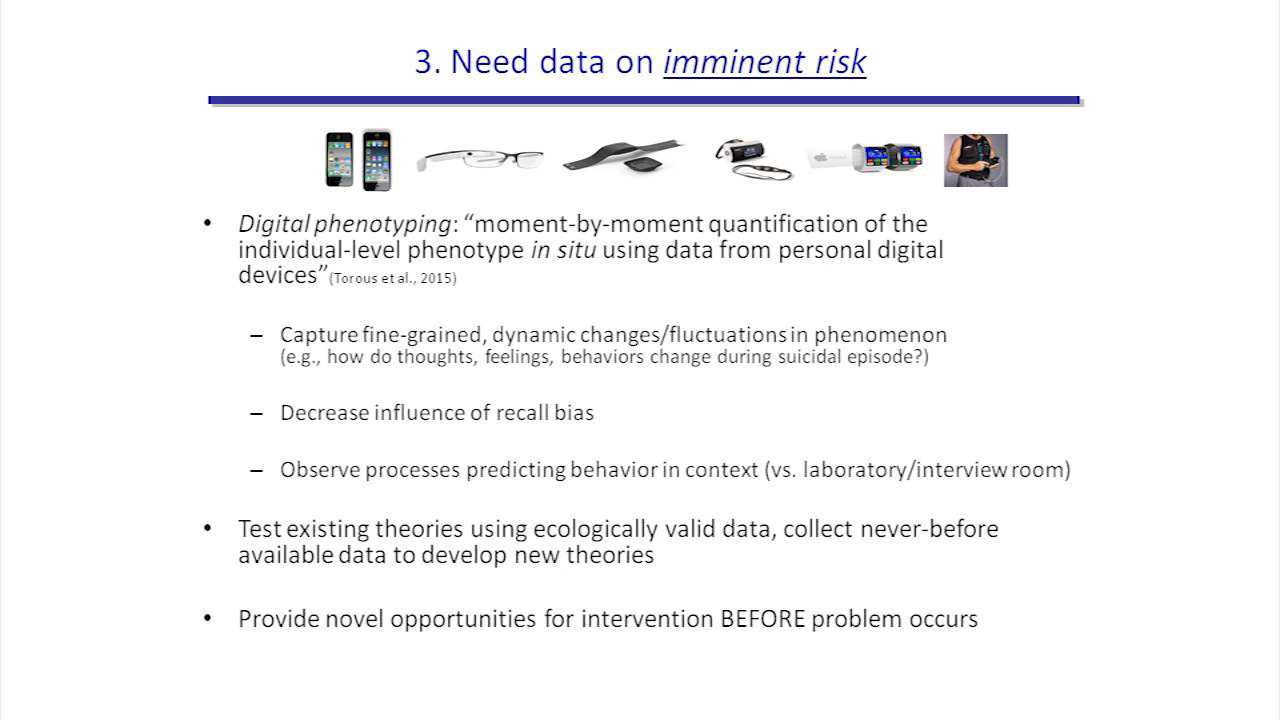 3. Need data on imminent risk
• Digital phenotyping: “moment-by-moment quantification of the
individual-level phenotype in situ using data from personal digital
devices”(Torous et al., 2015)
– Capture fine-grained, dynamic changes/fluctuations in phenomenon
(e.g., how do thoughts, feelings, behaviors change during suicidal episode?)
– Decrease influence of recall bias
– Observe processes predicting behavior in context (vs. laboratory/interview room)
• Test existing theories using ecologically valid data, collect never-before
available data to develop new theories
• Provide novel opportunities for intervention BEFORE problem occurs